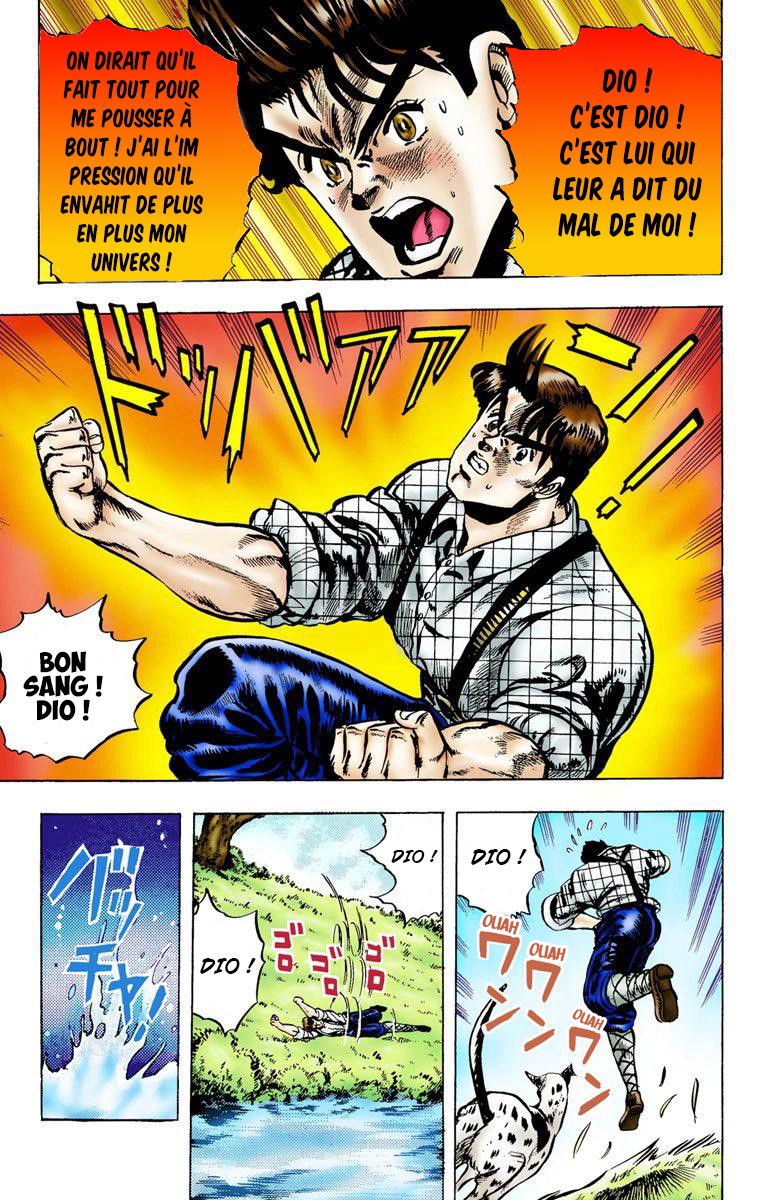 DIO !
C'EST DIO !
C'EST LUI QUI
LEUR A DIT DU
MAL DE MOI !
ON DIRAIT QU'IL
FAIT TOUT POUR
ME POUSSER À
BOUT ! J'AI L'IM
PRESSION QU'IL
ENVAHIT DE PLUS
EN PLUS MON
UNIVERS !
ドッバァァン!
BON
SANG !
DIO !
DIO !
OUAH
ワン
OUAH
ワン
OUAH
ワン
DIO !
DIO !
ゴロ
ゴロ
ゴロ
グッチャ!